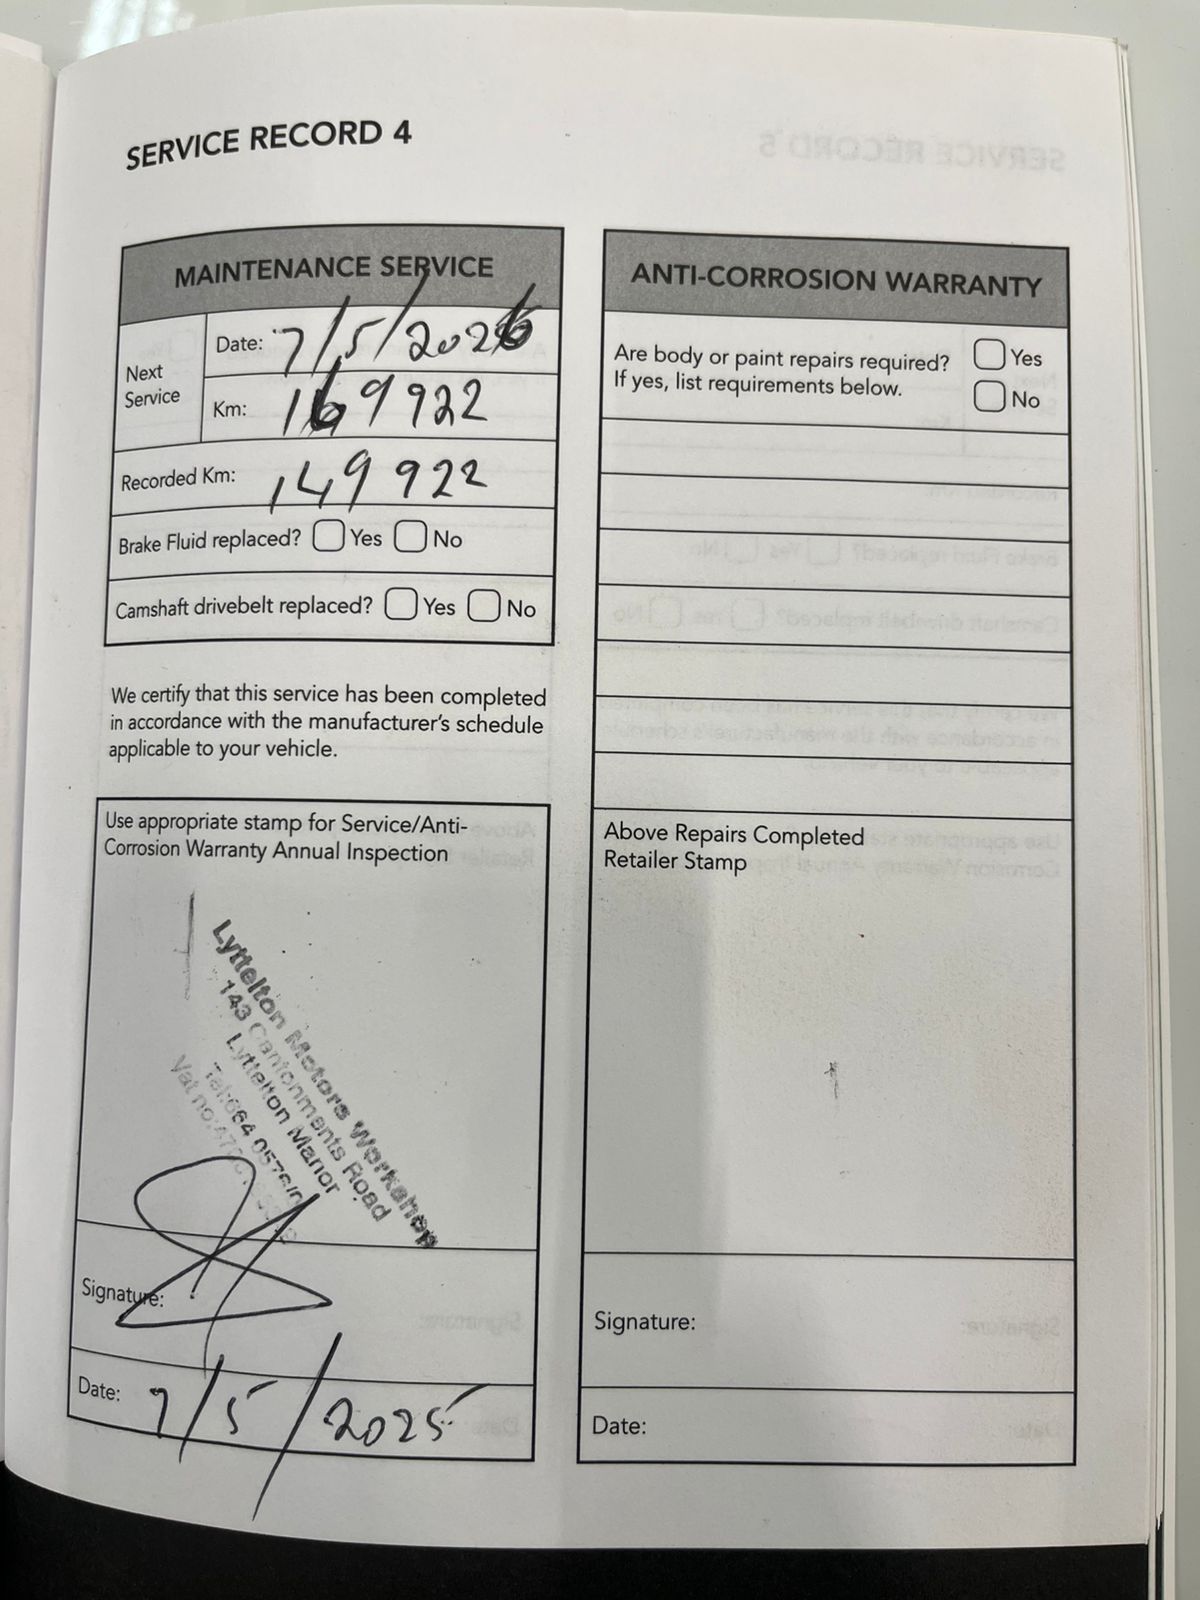 SERVICE RECORD 4
MAINTENANCE SERVICE
Next
Service
Date: 7/5/2026
Km: 169922
Recorded Km: 149922
Brake Fluid replaced? Yes No
Camshaft drivebelt replaced? Yes No
We certify that this service has been completed
in accordance with the manufacturer's schedule
applicable to your vehicle.
Use appropriate stamp for Service/Anti-
Corrosion Warranty Annual Inspection
Lyttelton Motors Workshop
143 Cantonments Road
Lyttelton Manor
Tel:664
Vat no:
Signature:
Date: 7/5/2025
ANTI-CORROSION WARRANTY
Are body or paint repairs required? Yes
If yes, list requirements below. No
Above Repairs Completed
Retailer Stamp
Signature:
Date: